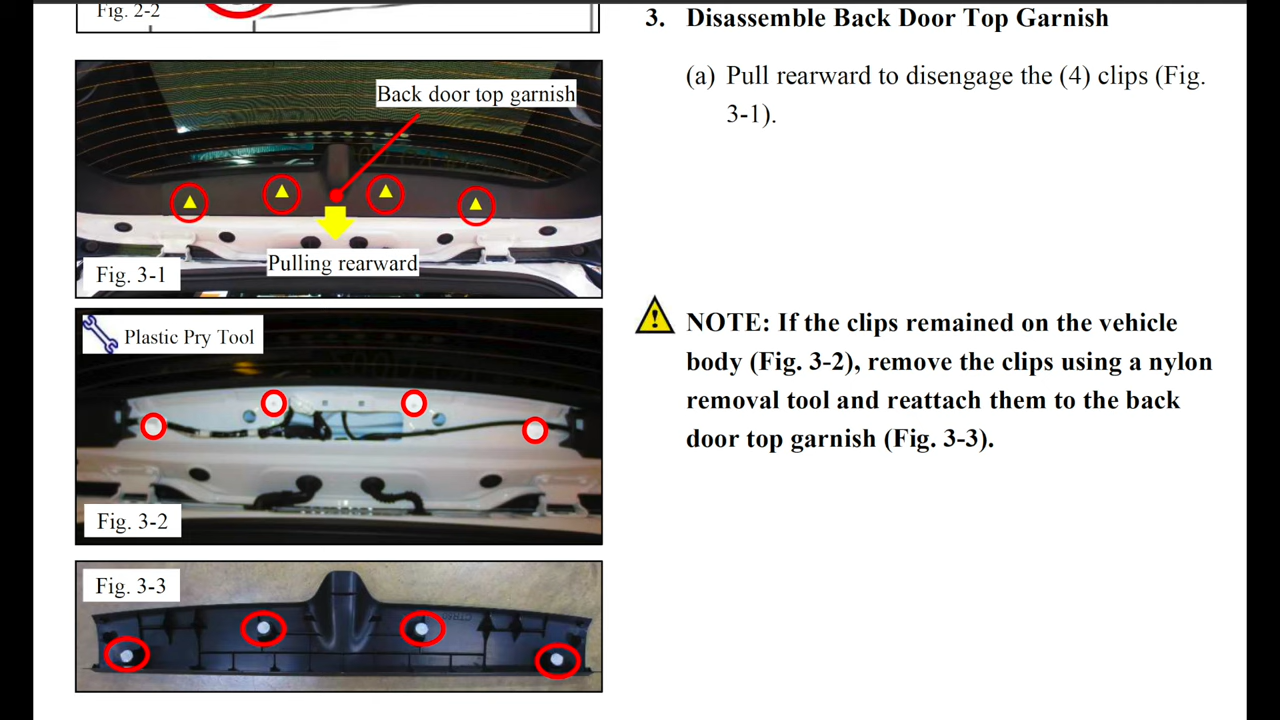 Fig. 2-2
Back door top garnish
Pulling rearward
Fig. 3-1
Plastic Pry Tool
Fig. 3-2
Fig. 3-3
3. Disassemble Back Door Top Garnish
(a) Pull rearward to disengage the (4) clips (Fig.
3-1).
NOTE: If the clips remained on the vehicle
body (Fig. 3-2), remove the clips using a nylon
removal tool and reattach them to the back
door top garnish (Fig. 3-3).